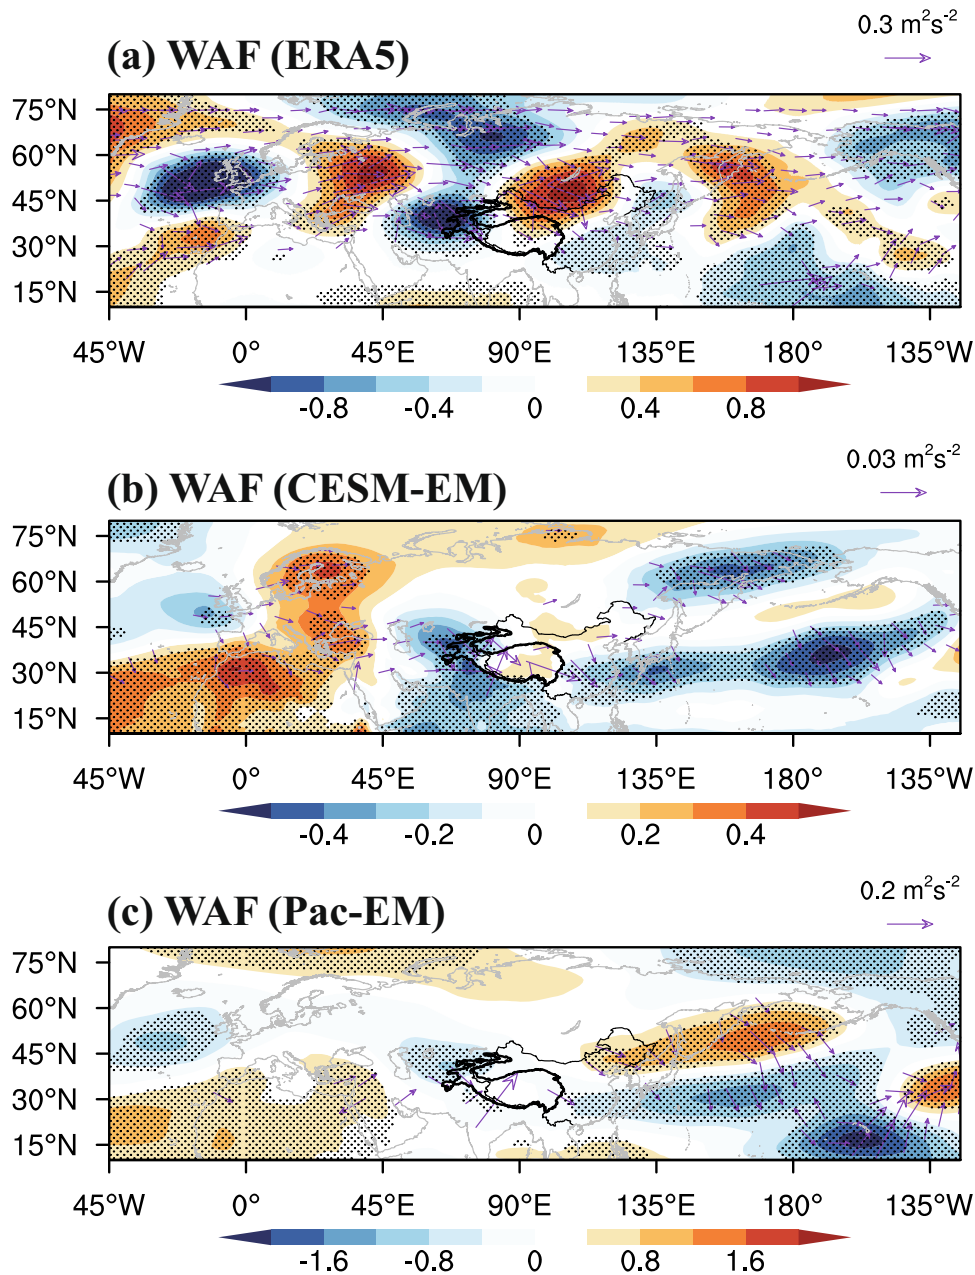 0.3 m²s⁻²
(a) WAF (ERA5)
75°N
60°N
45°N
30°N
15°N
45°W 0° 45°E 90°E 135°E 180° 135°W
-0.8 -0.4 0 0.4 0.8
0.03 m²s⁻²
(b) WAF (CESM-EM)
75°N
60°N
45°N
30°N
15°N
45°W 0° 45°E 90°E 135°E 180° 135°W
-0.4 -0.2 0 0.2 0.4
0.2 m²s⁻²
(c) WAF (Pac-EM)
75°N
60°N
45°N
30°N
15°N
45°W 0° 45°E 90°E 135°E 180° 135°W
-1.6 -0.8 0 0.8 1.6